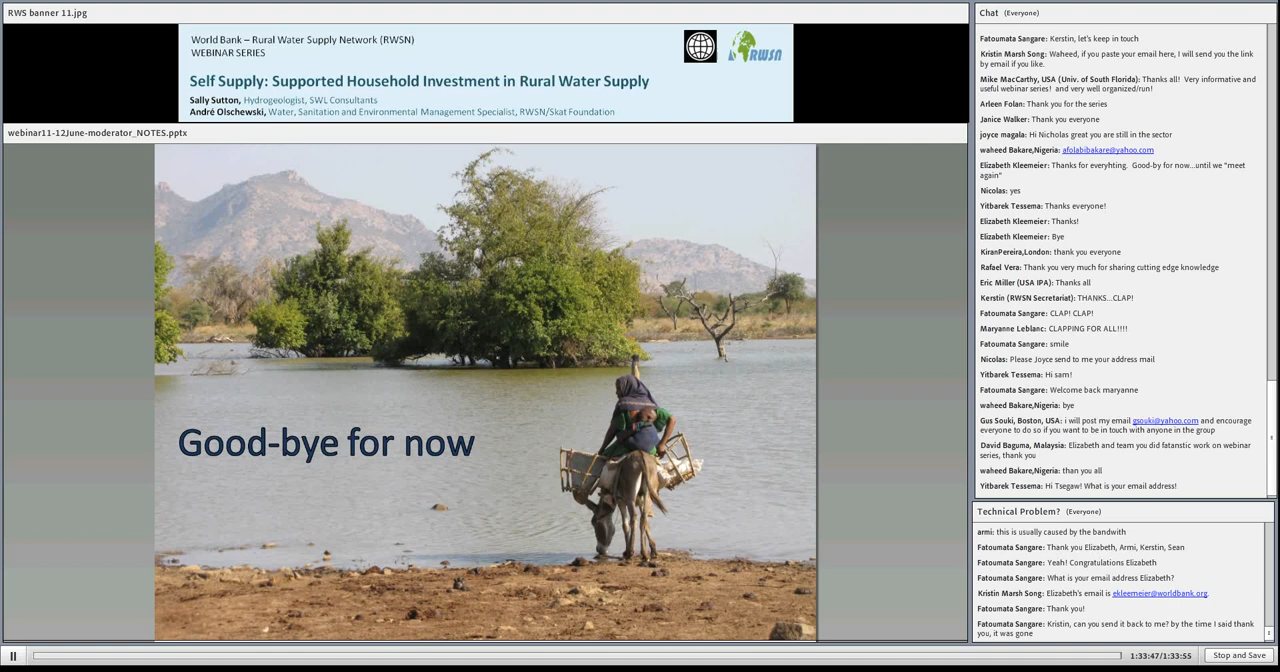 RWS banner 11.jpg
World Bank – Rural Water Supply Network (RWSN)
WEBINAR SERIES
RWSN
Self Supply: Supported Household Investment in Rural Water Supply
Sally Sutton, Hydrogeologist, SWL Consultants
André Olschewski, Water, Sanitation and Environmental Management Specialist, RWSN/Skat Foundation
webinar11-12June-moderator_NOTES.pptx
Good-bye for now
Chat (Everyone)
Fatoumata Sangare: Kerstin, let's keep in touch
Kristin Marsh Song: Waheed, if you paste your email here, I will send you the link
by email if you like.
Mike MacCarthy, USA (Univ. of South Florida): Thanks all! Very informative and
useful webinar series! and very well organized/run!
Arleen Folan: Thank you for the series
Janice Walker: Thank you everyone
joyce magala: Hi Nicholas great you are still in the sector
waheed Bakare,Nigeria: afolabibakare@yahoo.com
Elizabeth Kleemeier: Thanks for everyhting. Good-by for now...until we "meet
again"
Nicolas: yes
Yitbarek Tessema: Thanks everyone!
Elizabeth Kleemeier: Thanks!
Elizabeth Kleemeier: Bye
KiranPereira,London: thank you everyone
Rafael Vera: Thank you very much for sharing cutting edge knowledge
Eric Miller (USA IPA): Thanks all
Kerstin (RWSN Secretariat): THANKS...CLAP!
Fatoumata Sangare: CLAP! CLAP!
Maryanne Leblanc: CLAPPING FOR ALL!!!!
Fatoumata Sangare: smile
Nicolas: Please Joyce send to me your address mail
Yitbarek Tessema: Hi sam!
Fatoumata Sangare: Welcome back maryanne
waheed Bakare,Nigeria: bye
Gus Souki, Boston, USA: i will post my email gsouki@yahoo.com and encourage
everyone to do so if you want to be in touch with anyone in the group
David Baguma, Malaysia: Elizabeth and team you did fatanstic work on webinar
series, thank you
waheed Bakare,Nigeria: than you all
Yitbarek Tessema: Hi Tsegaw! What is your email address!
Technical Problem? (Everyone)
armi: this is usually caused by the bandwith
Fatoumata Sangare: Thank you Elizabeth, Armi, Kerstin, Sean
Fatoumata Sangare: Yeah! Congratulations Elizabeth
Fatoumata Sangare: What is your email address Elizabeth?
Kristin Marsh Song: Elizabeth's email is ekleemeier@worldbank.org.
Fatoumata Sangare: Thank you!
Fatoumata Sangare: Kristin, can you send it back to me? by the time I said thank
you, it was gone
1:33:47/1:33:55
Stop and Save